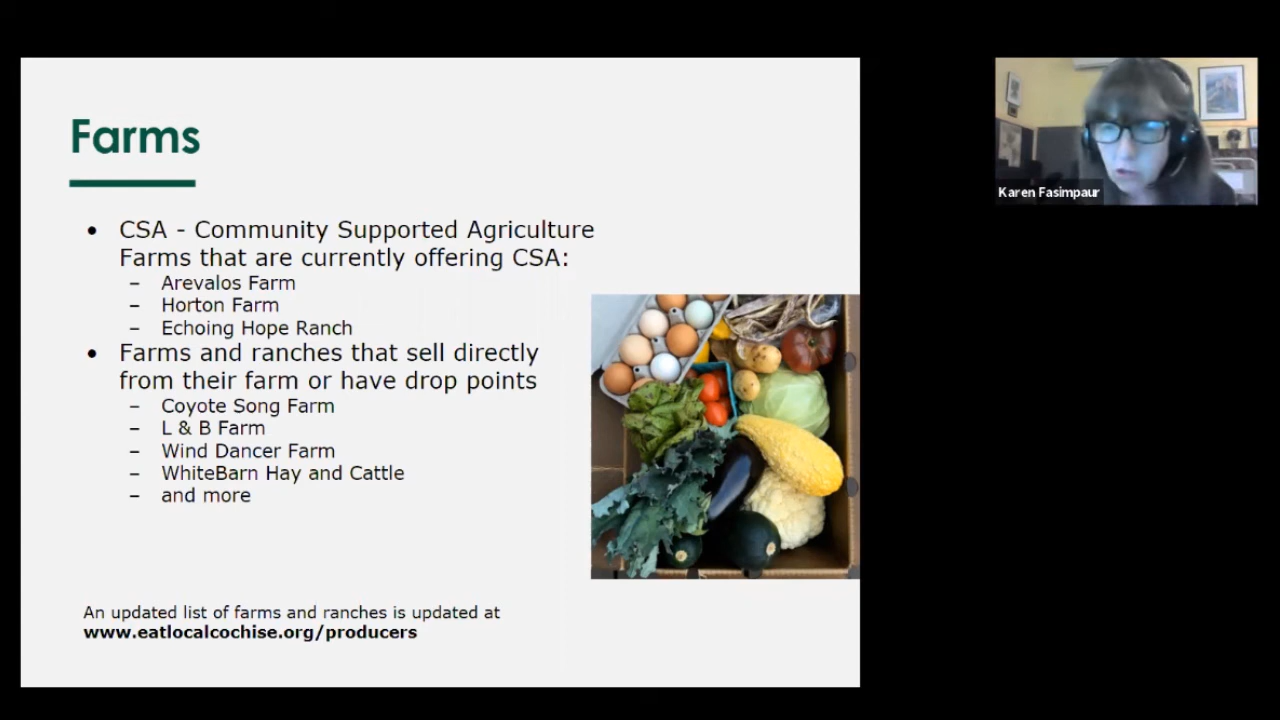 Farms
• CSA - Community Supported Agriculture
Farms that are currently offering CSA:
– Arevalos Farm
– Horton Farm
– Echoing Hope Ranch
• Farms and ranches that sell directly
from their farm or have drop points
– Coyote Song Farm
– L & B Farm
– Wind Dancer Farm
– WhiteBarn Hay and Cattle
– and more
An updated list of farms and ranches is updated at
www.eatlocalcochise.org/producers
Karen Fasimpaur